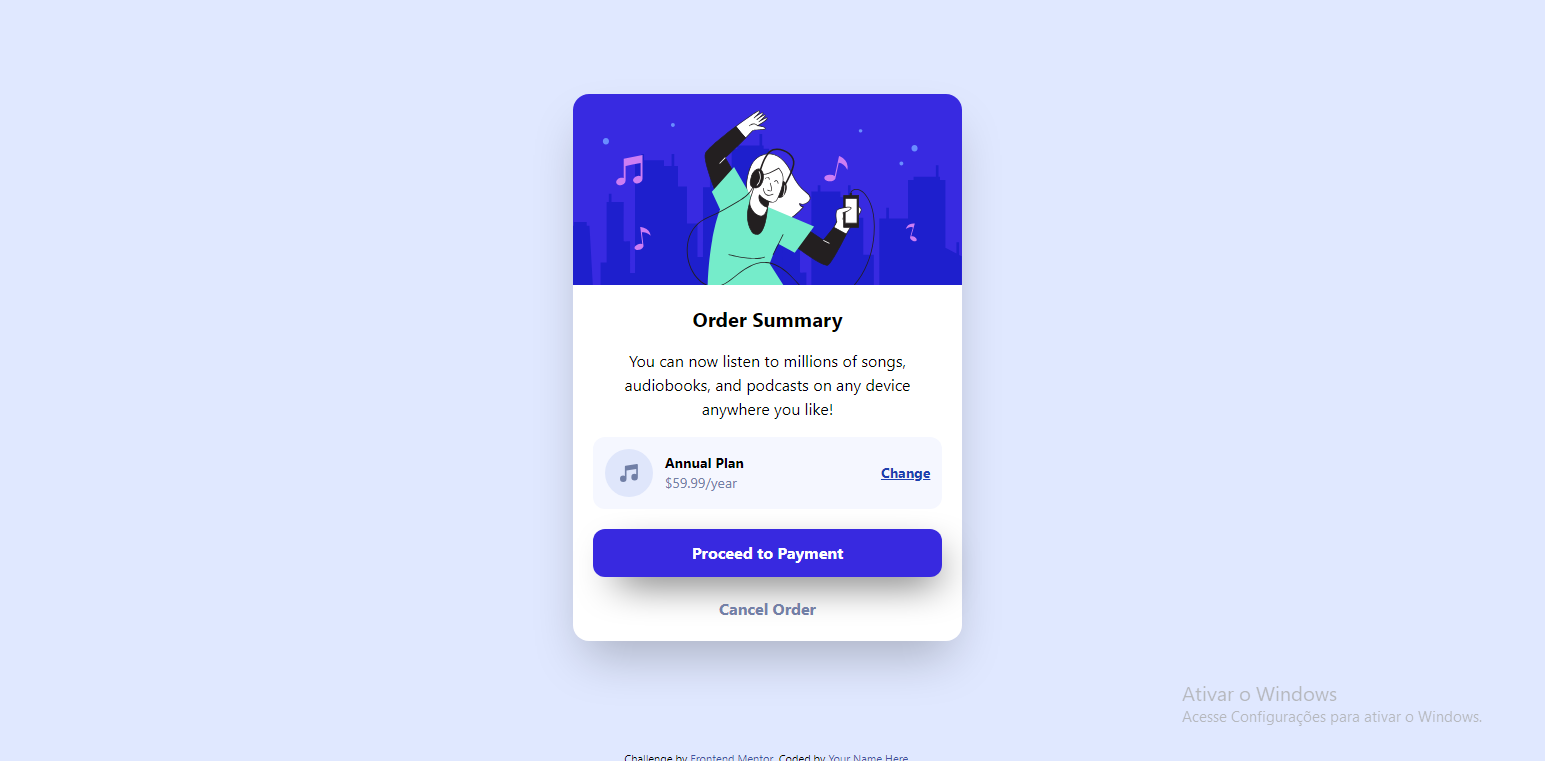 Order Summary
You can now listen to millions of songs,
audiobooks, and podcasts on any device
anywhere you like!
Annual Plan
$59.99/year
Change
Proceed to Payment
Cancel Order
Ativar o Windows
Acesse Configurações para ativar o Windows.
Challenge by Frontend Mentor. Coded by Your Name Here.